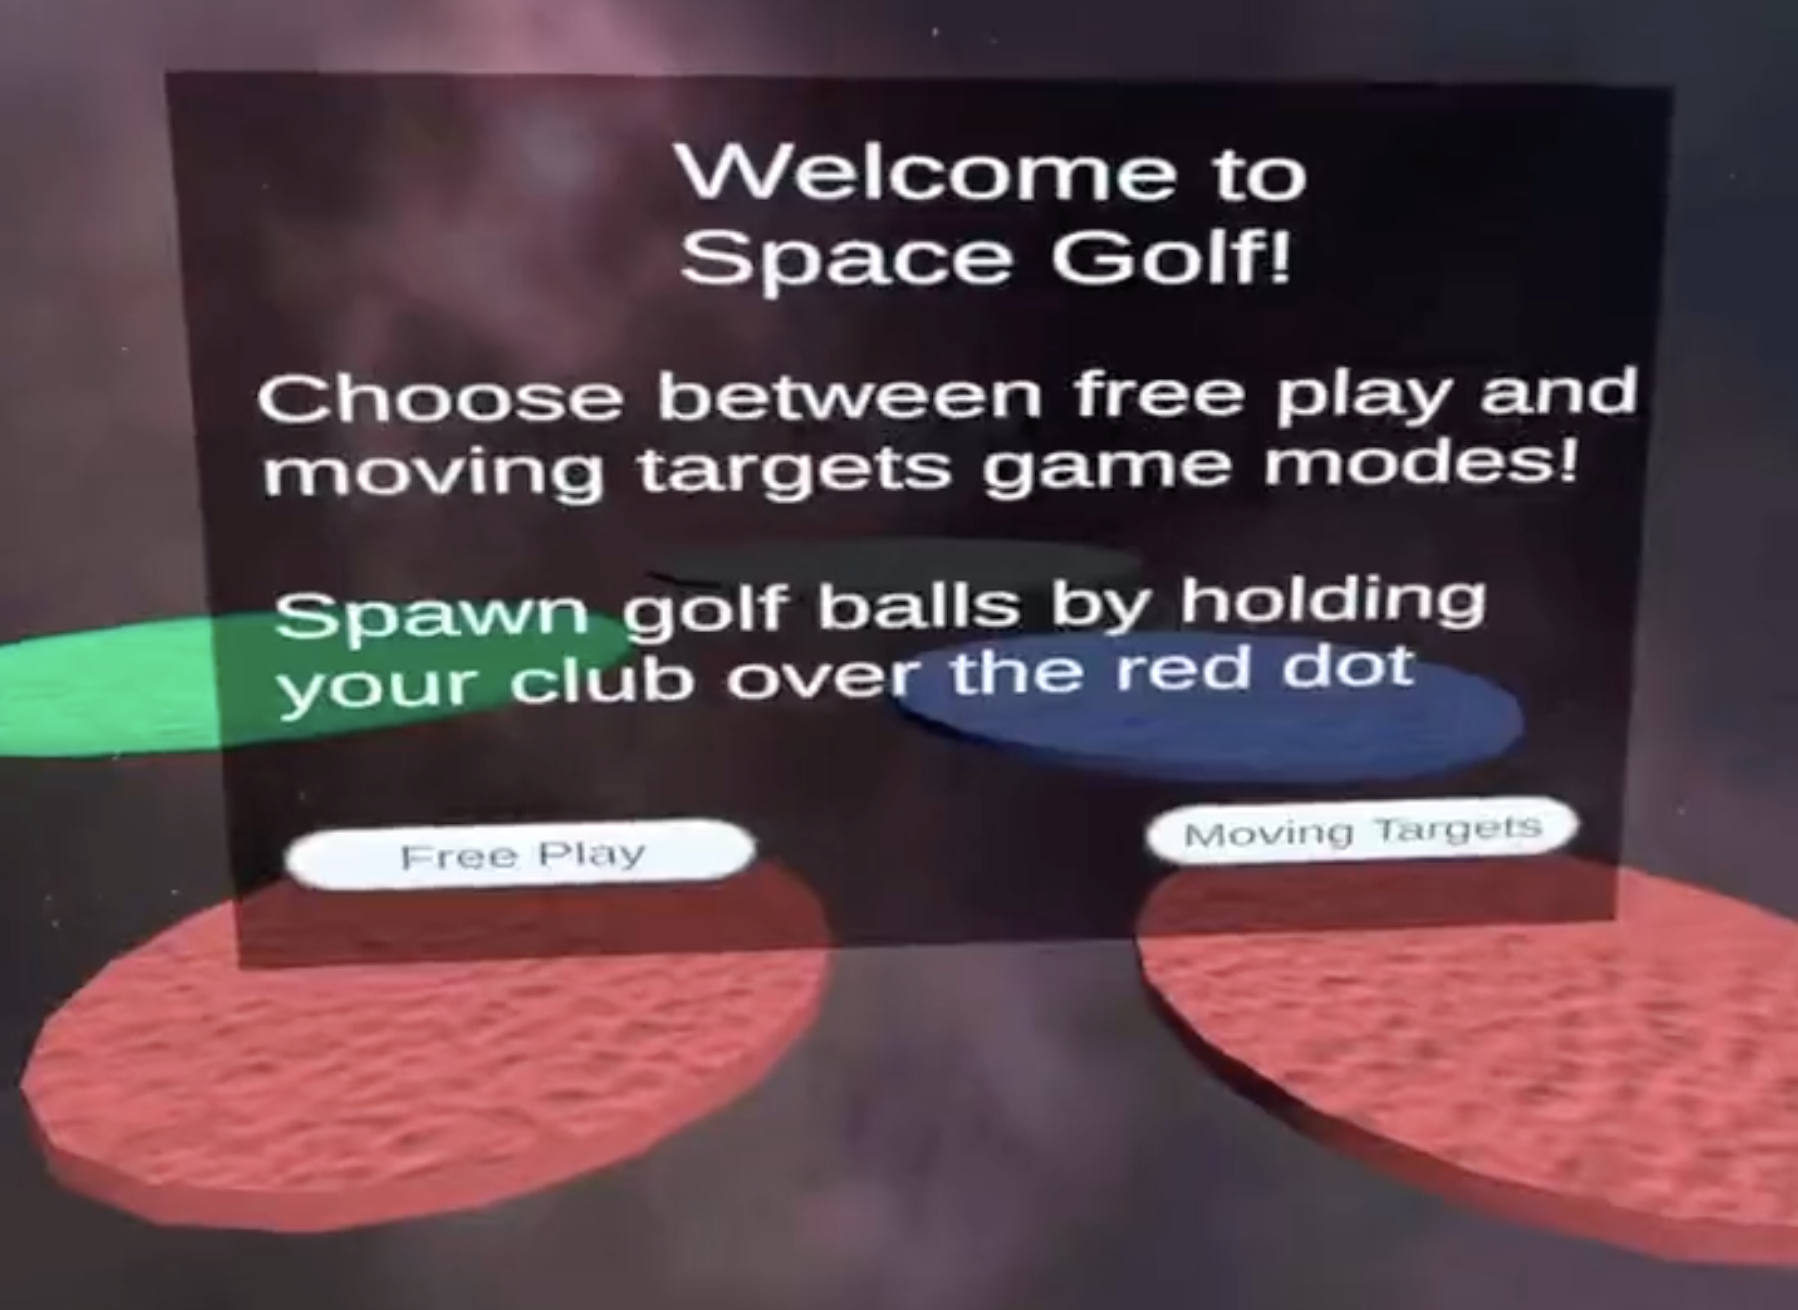 Welcome to
Space Golf!
Choose between free play and
moving targets game modes!
Spawn golf balls by holding
your club over the red dot
Free Play
Moving Targets